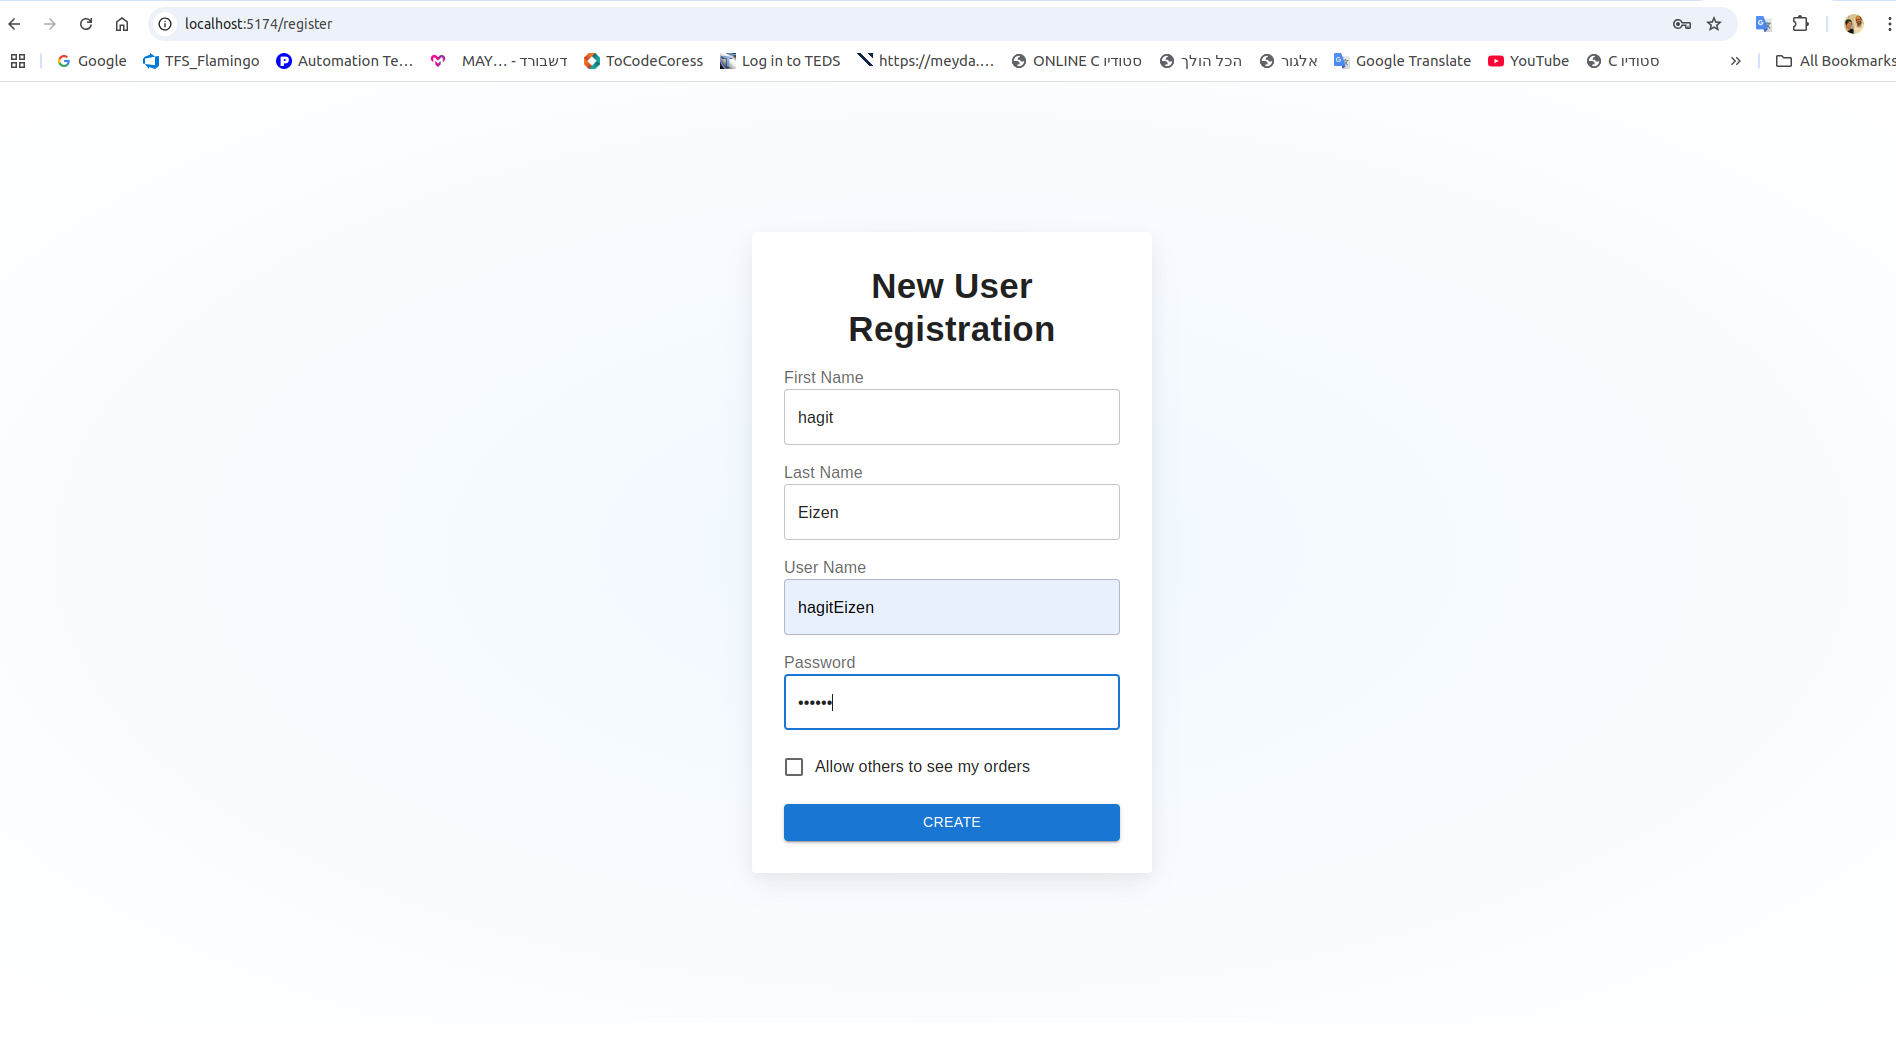 localhost:5174/register
Google TFS_Flamingo Automation Te... MAY... - דשבורד ToCodeCoress Log in to TEDS https://meyda.... ONLINE C סטודיו הכל הולך אלגור Google Translate YouTube C סטודיו » All Bookmarks
New User
Registration
First Name
hagit
Last Name
Eizen
User Name
hagitEizen
Password
••••••
Allow others to see my orders
CREATE